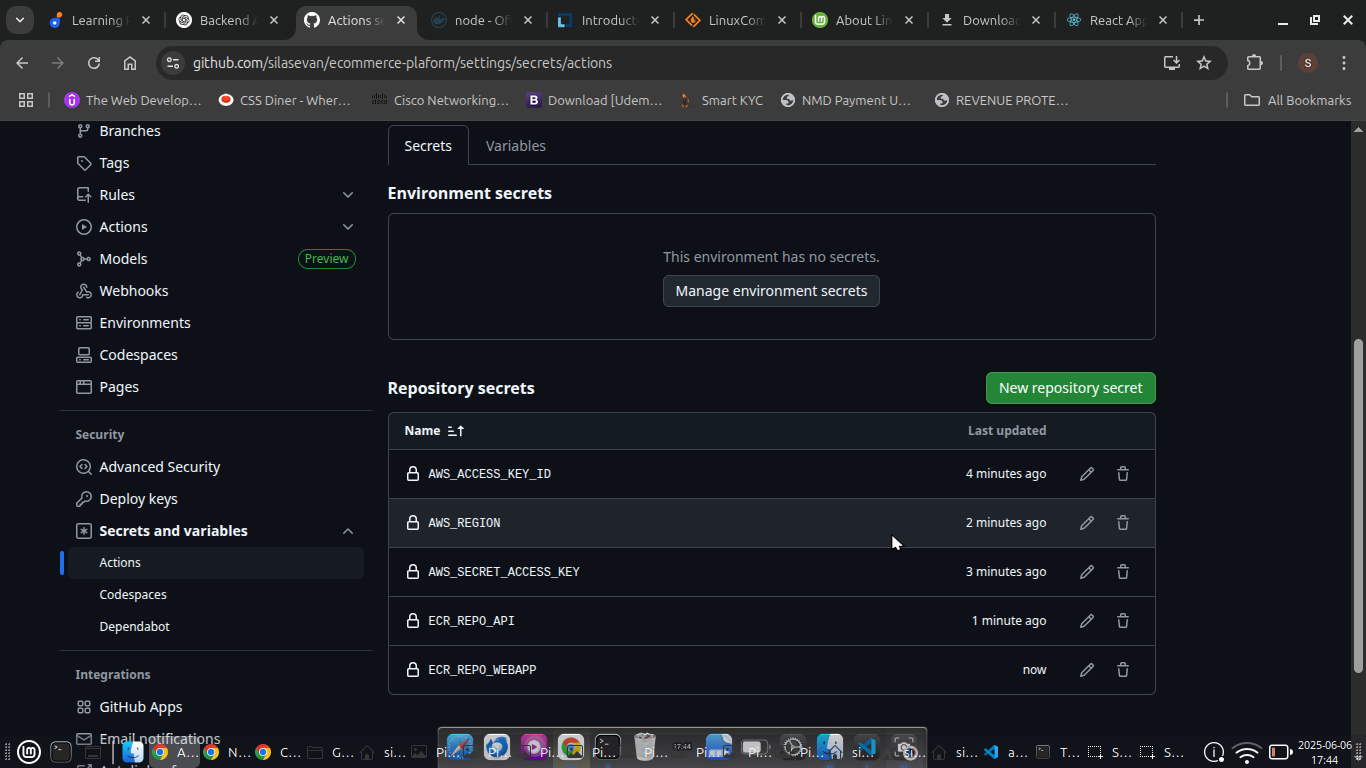 Learning
Backend A
Actions se
node - Of
Introduct
LinuxCom
About Lin
Download
React App
github.com/silasevan/ecommerce-plaform/settings/secrets/actions
S
The Web Develop...
CSS Diner - Wher...
Cisco Networking...
Download [Udem...
Smart KYC
NMD Payment U...
REVENUE PROTE...
All Bookmarks
Branches
Tags
Rules
Actions
Models
Preview
Webhooks
Environments
Codespaces
Pages
Security
Advanced Security
Deploy keys
Secrets and variables
Actions
Codespaces
Dependabot
Integrations
GitHub Apps
Email notifications
Secrets
Variables
Environment secrets
This environment has no secrets.
Manage environment secrets
Repository secrets
New repository secret
Name
Last updated
AWS_ACCESS_KEY_ID
4 minutes ago
AWS_REGION
2 minutes ago
AWS_SECRET_ACCESS_KEY
3 minutes ago
ECR_REPO_API
1 minute ago
ECR_REPO_WEBAPP
now
A...
N...
C...
G...
si...
Pi...
Pi...
Pi...
Pi...
Pi...
17:44
Pi...
Pi...
Pi...
si...
si...
si...
a...
T...
S...
S...
2025-06-06
17:44